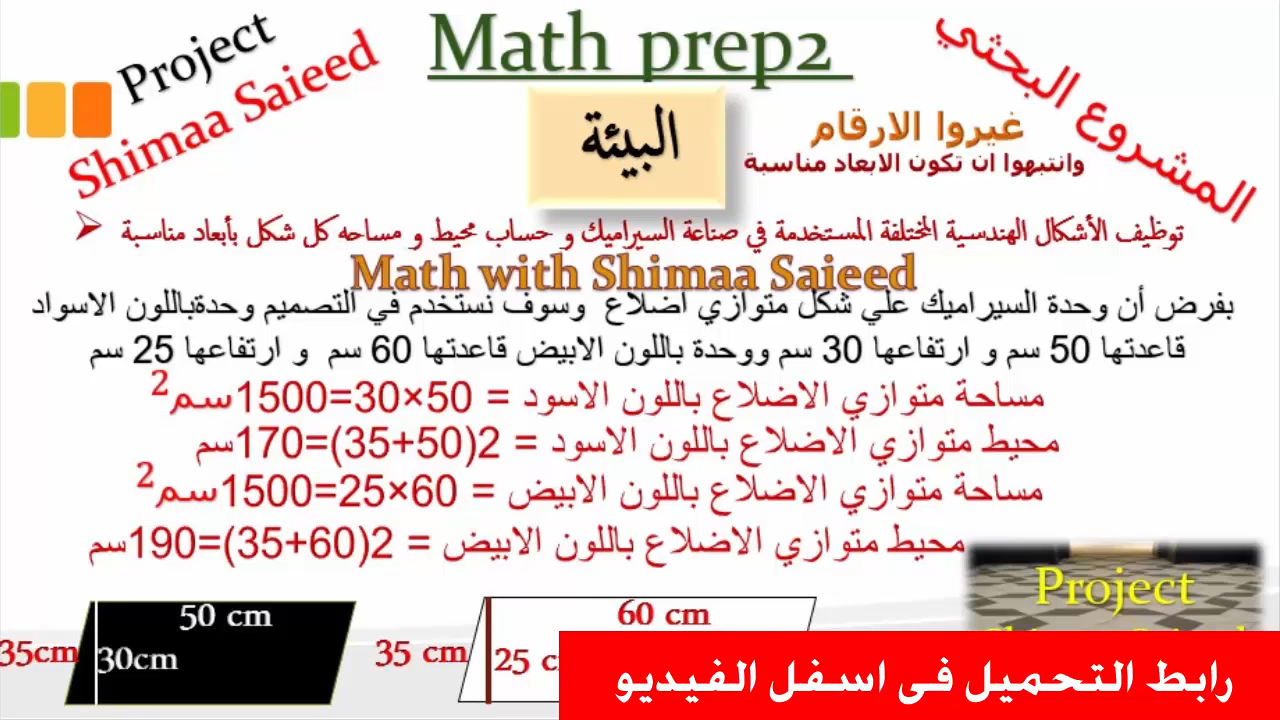 Project
Shimaa Saieed
Math prep2
المشروع البحثي
البيئة
غيروا الارقام
وانتبهوا ان تكون الابعاد مناسبة
توظيف الأشكال الهندسية المختلفة المستخدمة في صناعة السيراميك و حساب محيط و مساحه كل شكل بأبعاد مناسبة
Math with Shimaa Saieed
بفرض أن وحدة السيراميك علي شكل متوازي اضلاع وسوف نستخدم في التصميم وحدةباللون الاسواد
قاعدتها 50 سم و ارتفاعها 30 سم ووحدة باللون الابيض قاعدتها 60 سم و ارتفاعها 25 سم
مساحة متوازي الاضلاع باللون الاسود = 50×30=1500سم2
محيط متوازي الاضلاع باللون الاسود = 2(50+35)=170سم
مساحة متوازي الاضلاع باللون الابيض = 60×25=1500سم2
محيط متوازي الاضلاع باللون الابيض = 2(60+35)=190سم
50 cm
35cm
30cm
60 cm
35 cm
25 c
Project
رابط التحميل فى اسفل الفيديو